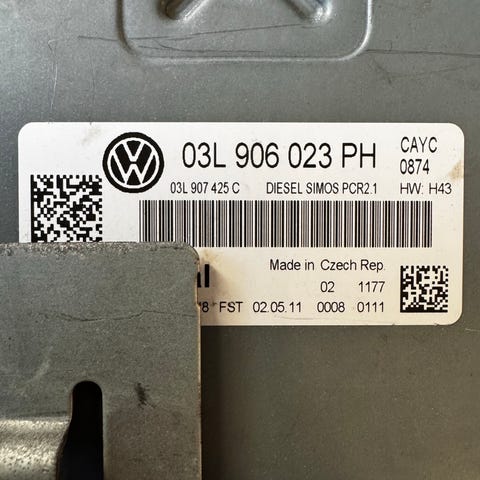 03L 906 023 PH
CAYC
0874
03L 907 425 C DIESEL SIMOS PCR2.1 HW: H43
Made in Czech Rep.
02 1177
FST 02.05.11 0008 0111